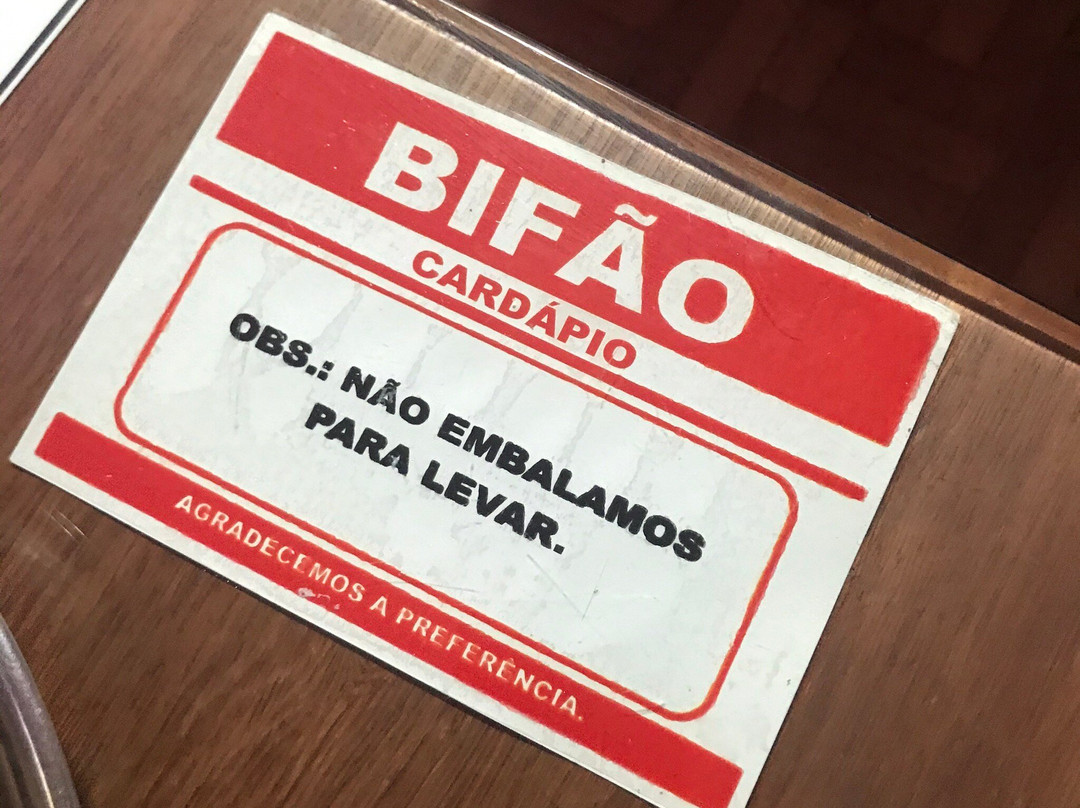 BIFÃO
CARDÁPIO
OBS.: NÃO EMBALAMOS
PARA LEVAR.
AGRADECEMOS A PREFERÊNCIA.